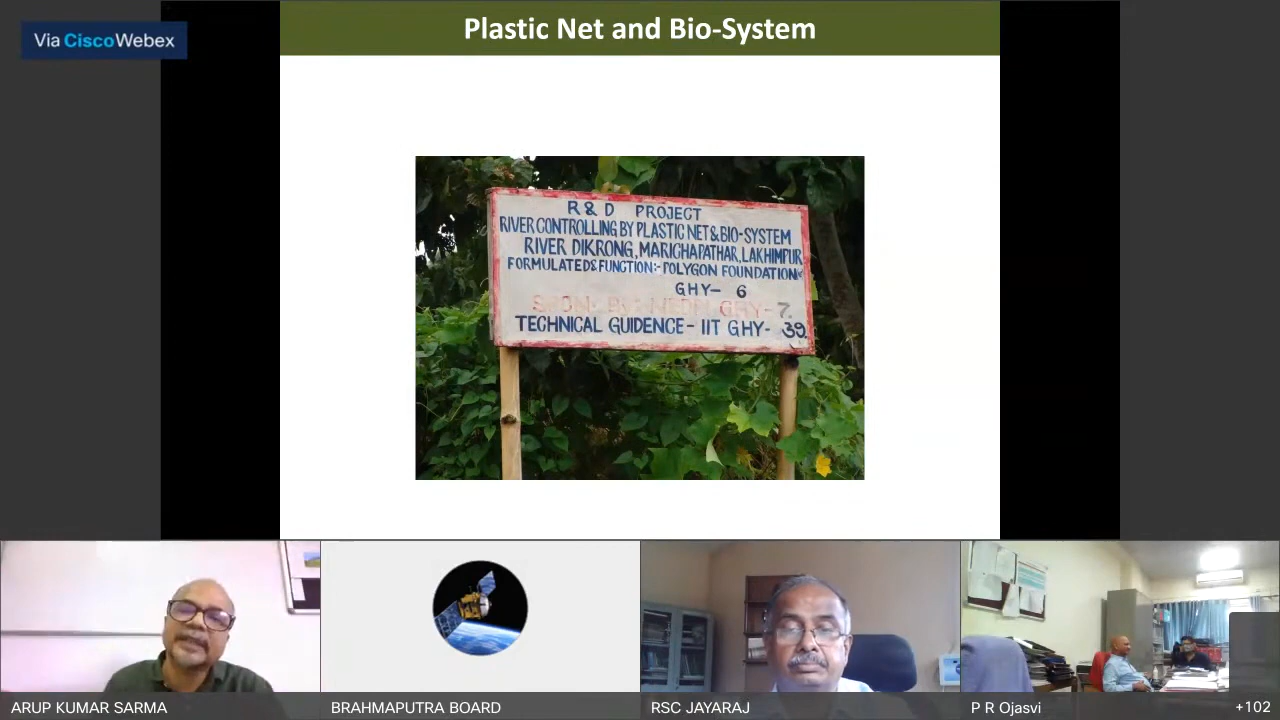 Via CiscoWebex
Plastic Net and Bio-System
R & D PROJECT
RIVER CONTROLLING BY PLASTIC NET & BIO-SYSTEM
RIVER DIKRONG, MARICHAPATHAR, LAKHIMPUR
FORMULATED & FUNCTION:- POLYGON FOUNDATION
GHY- 6
GHY- 7.
TECHNICAL GUIDENCE - IIT GHY- 39.
ARUP KUMAR SARMA
BRAHMAPUTRA BOARD
RSC JAYARAJ
P R Ojasvi
+102